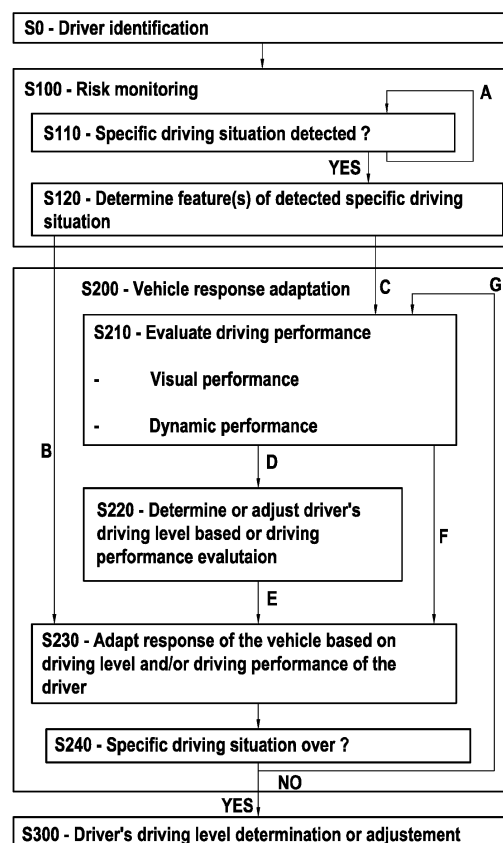 S0 - Driver identification
S100 - Risk monitoring
A
S110 - Specific driving situation detected ?
YES
S120 - Determine feature(s) of detected specific driving
situation
S200 - Vehicle response adaptation
C
G
S210 - Evaluate driving performance
- Visual performance
- Dynamic performance
B
D
F
S220 - Determine or adjust driver's
driving level based or driving
performance evalutaion
E
S230 - Adapt response of the vehicle based on
driving level and/or driving performance of the
driver
S240 - Specific driving situation over ?
NO
YES
S300 - Driver's driving level determination or adjustement